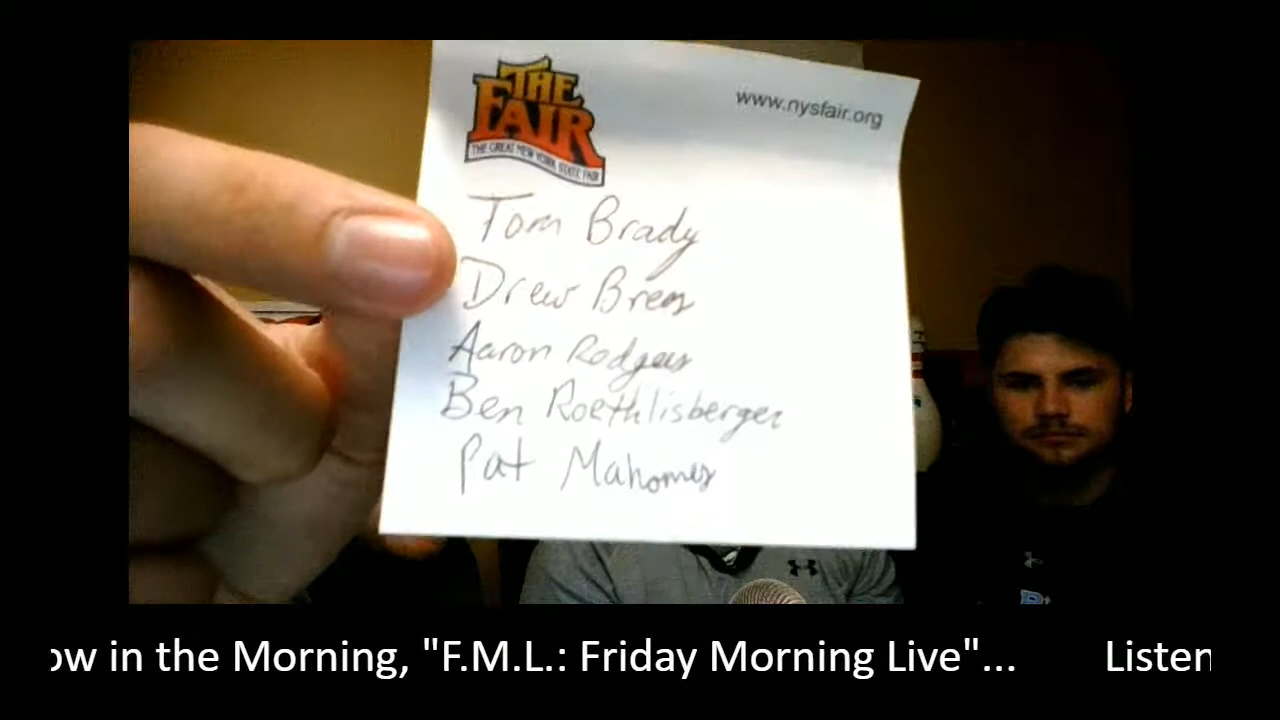 THE
FAIR
THE GREAT NEW YORK STATE FAIR
www.nysfair.org
Tom Brady
Drew Brees
Aaron Rodgers
Ben Roethlisberger
Pat Mahomes
ow in the Morning, "F.M.L.: Friday Morning Live"... Listen